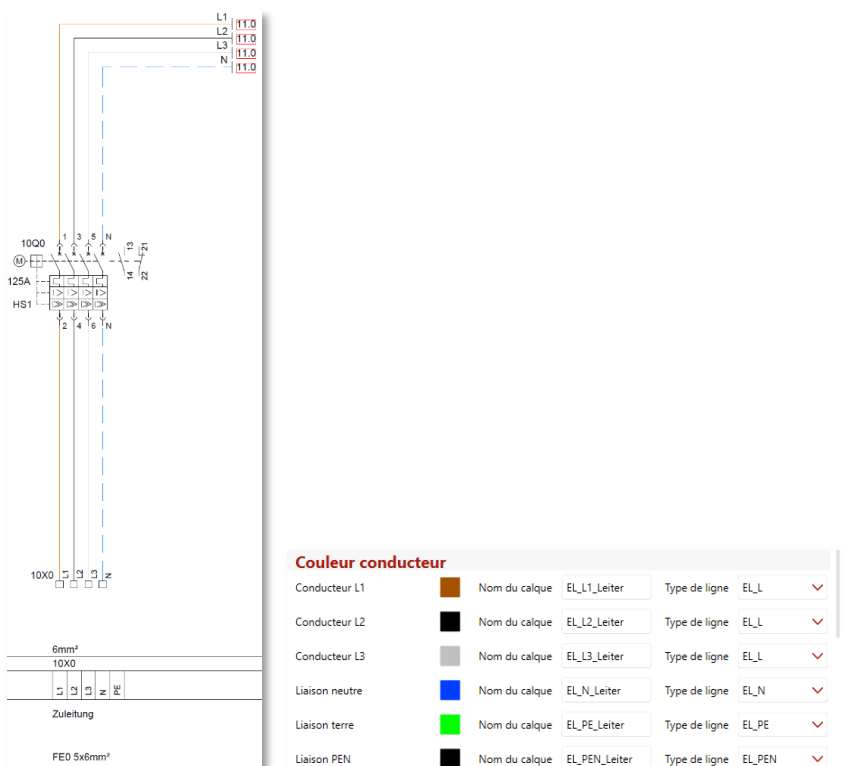 L1 11.0
L2 11.0
L3 11.0
N 11.0
1 3 5 N 13 21
10Q0
M
14 22
125A
I> I> I> I>
HS1
2 4 6 N
10X0 L1 L2 L3 N
6mm²
10X0
L1 L2 L3 N PE
Zuleitung
FE0 5x6mm²
Couleur conducteur
Conducteur L1 Nom du calque EL_L1_Leiter Type de ligne EL_L
Conducteur L2 Nom du calque EL_L2_Leiter Type de ligne EL_L
Conducteur L3 Nom du calque EL_L3_Leiter Type de ligne EL_L
Liaison neutre Nom du calque EL_N_Leiter Type de ligne EL_N
Liaison terre Nom du calque EL_PE_Leiter Type de ligne EL_PE
Liaison PEN Nom du calque EL_PEN_Leiter Type de ligne EL_PEN